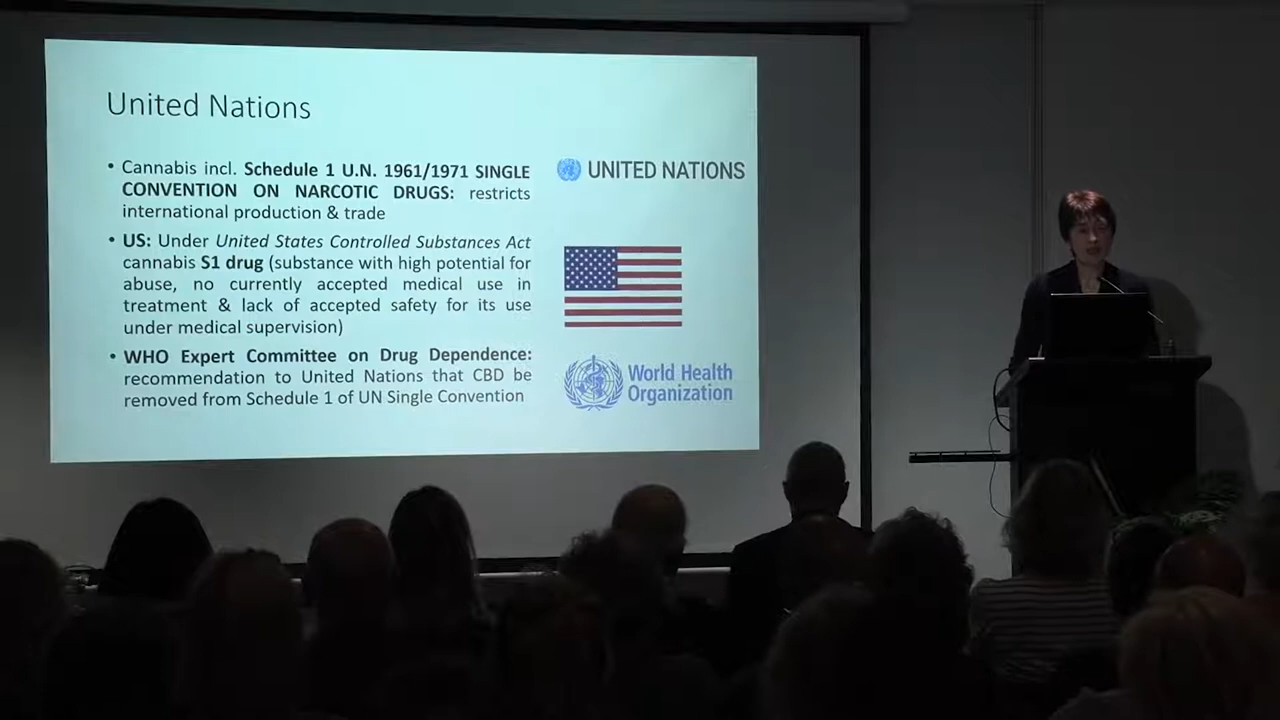 United Nations
• Cannabis incl. Schedule 1 U.N. 1961/1971 SINGLE
CONVENTION ON NARCOTIC DRUGS: restricts
international production & trade
• US: Under United States Controlled Substances Act
cannabis S1 drug (substance with high potential for
abuse, no currently accepted medical use in
treatment & lack of accepted safety for its use
under medical supervision)
• WHO Expert Committee on Drug Dependence:
recommendation to United Nations that CBD be
removed from Schedule 1 of UN Single Convention
UNITED NATIONS
World Health
Organization